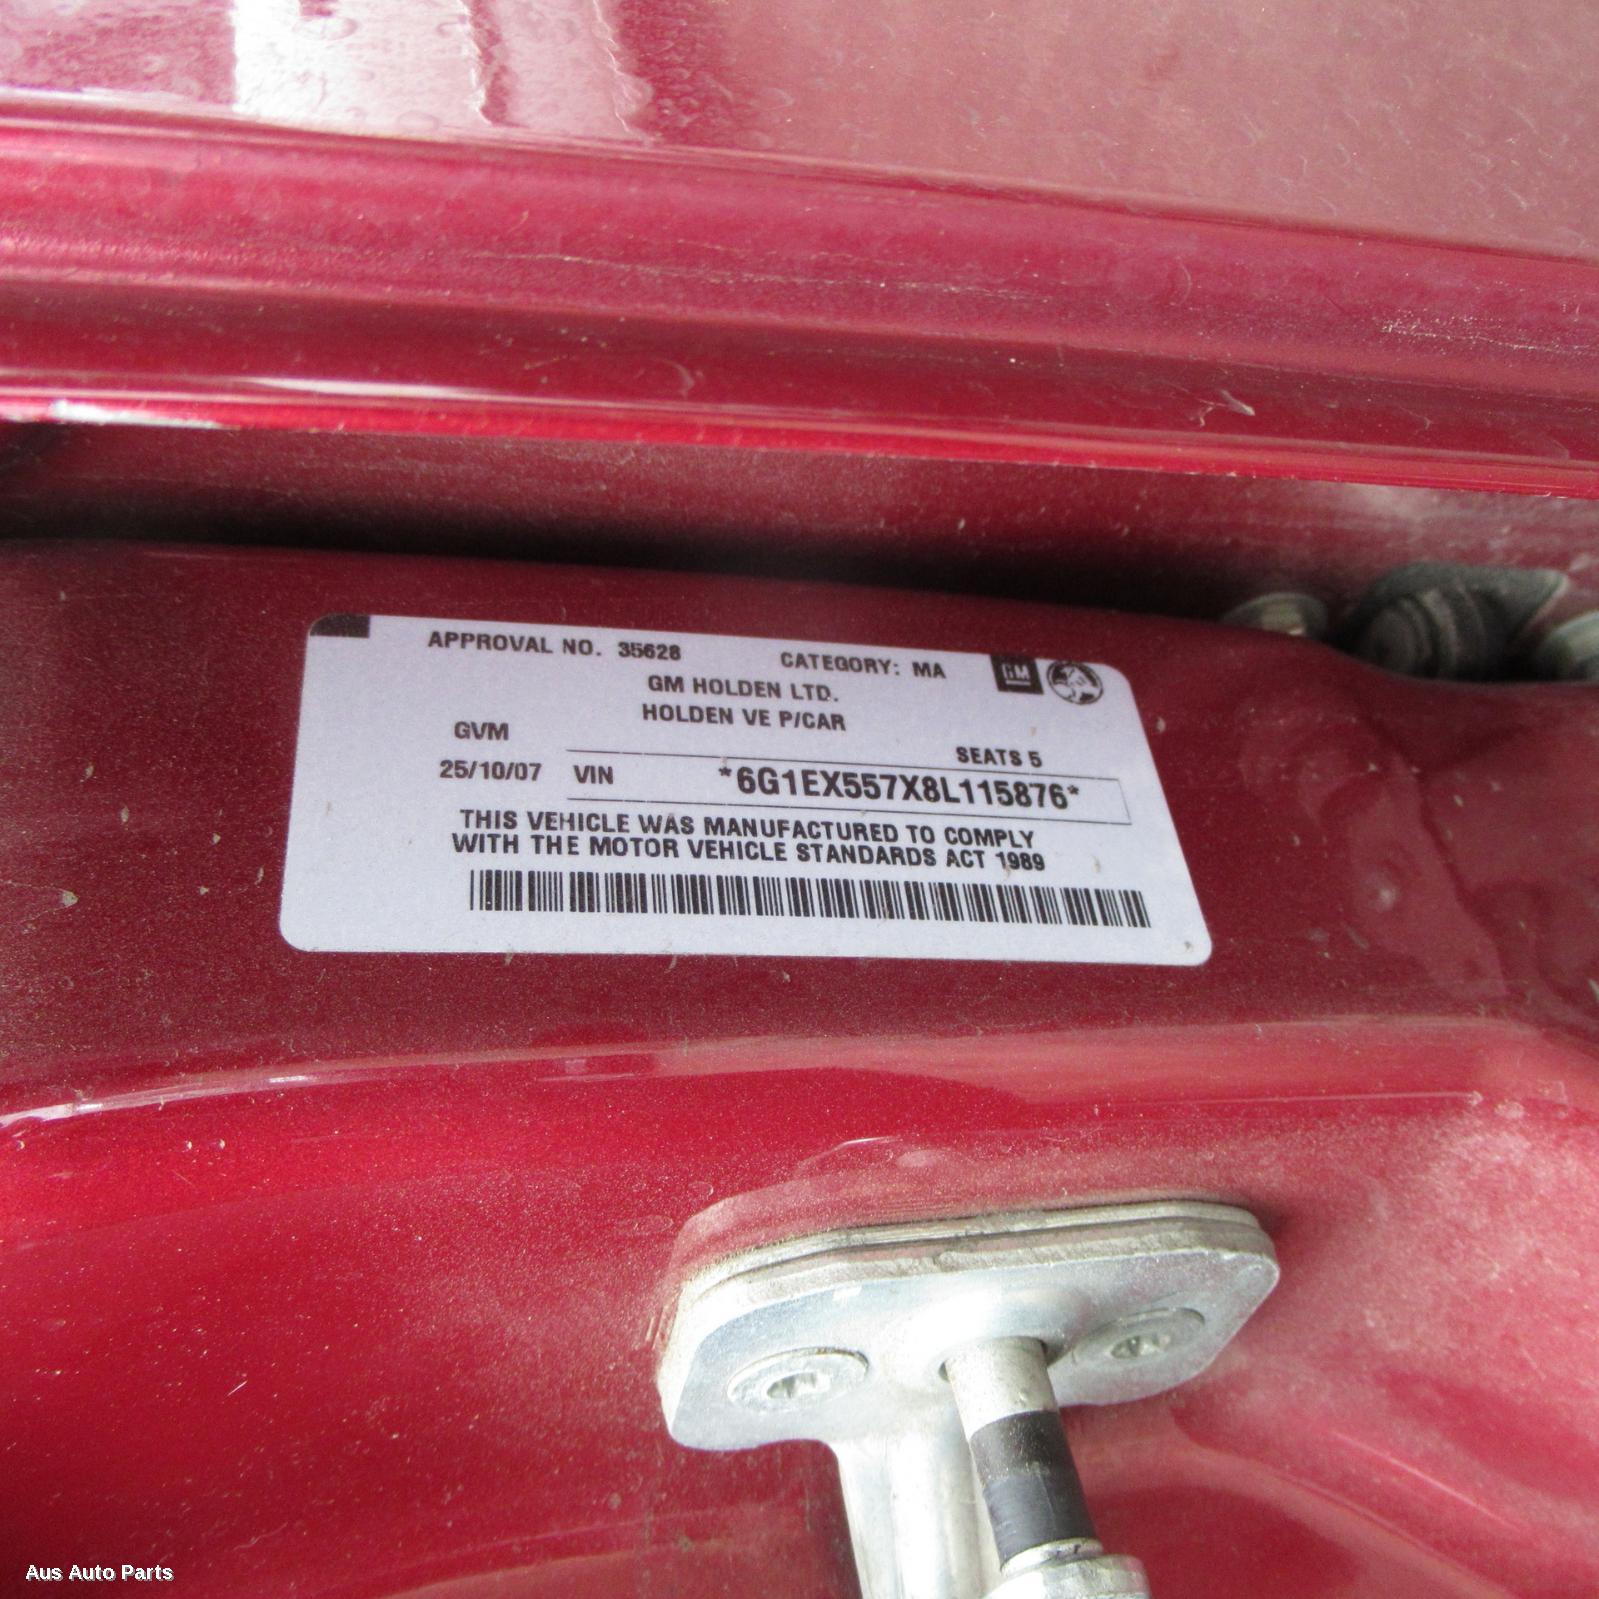 APPROVAL NO. 35628 CATEGORY: MA GM
GM HOLDEN LTD.
HOLDEN VE P/CAR
GVM SEATS 5
25/10/07 VIN *6G1EX557X8L115876*
THIS VEHICLE WAS MANUFACTURED TO COMPLY
WITH THE MOTOR VEHICLE STANDARDS ACT 1989
Aus Auto Parts